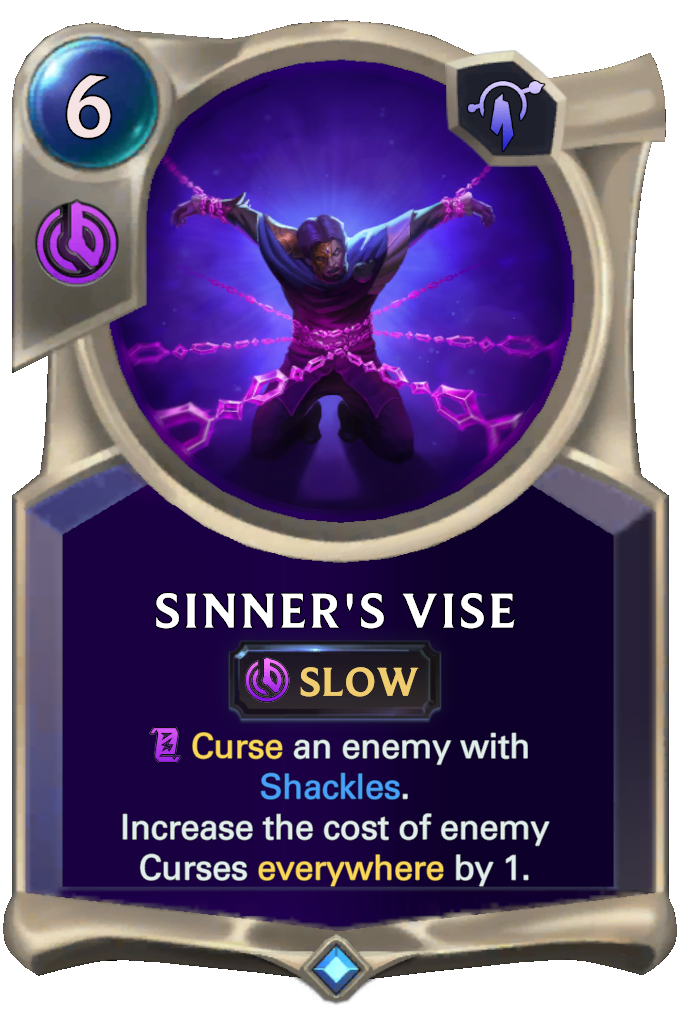 6
SINNER'S VISE
SLOW
Curse an enemy with
Shackles.
Increase the cost of enemy
Curses everywhere by 1.